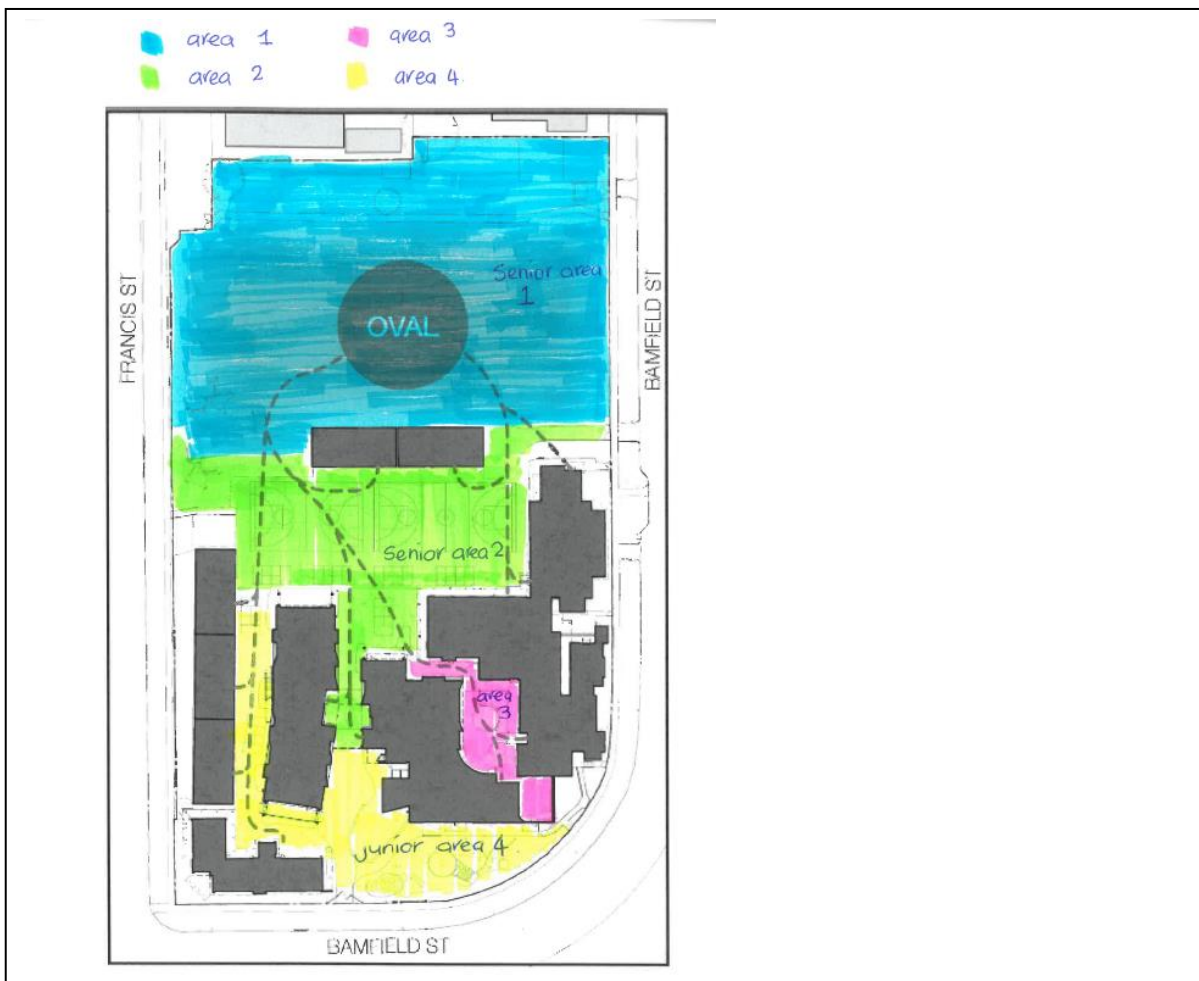 area 1
area 3
area 2
area 4.
Senior area
1
OVAL
FRANCIS ST
BAMFIELD ST
Senior area 2
area
3
junior area 4
BAMFIELD ST